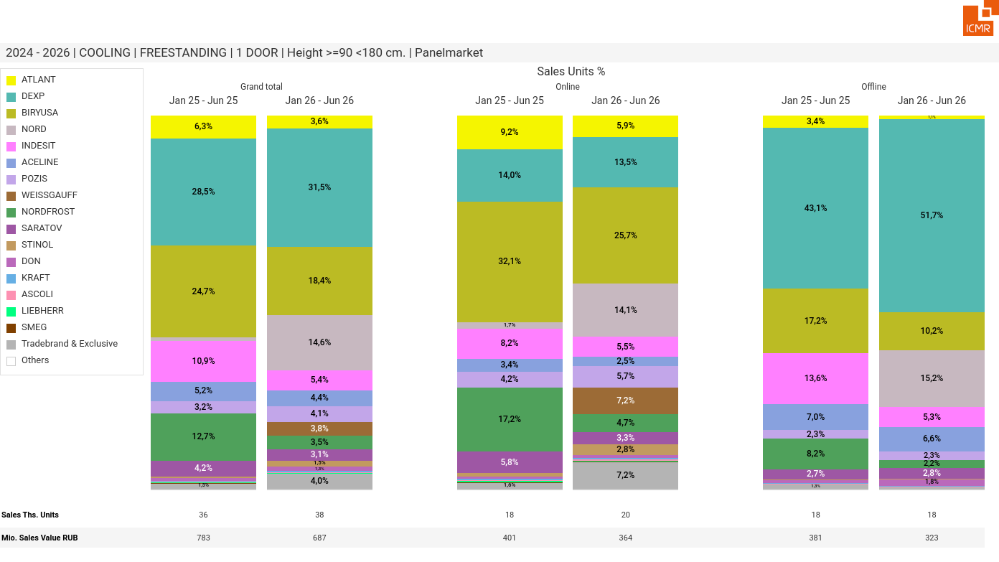 ICMR
2024 - 2026 | COOLING | FREESTANDING | 1 DOOR | Height >=90 <180 cm. | Panelmarket
ATLANT
DEXP
BIRYUSA
NORD
INDESIT
ACELINE
POZIS
WEISSGAUFF
NORDFROST
SARATOV
STINOL
DON
KRAFT
ASCOLI
LIEBHERR
SMEG
Tradebrand & Exclusive
Others
Sales Units %
Grand total
Online
Offline
Jan 25 - Jun 25
Jan 26 - Jun 26
Jan 25 - Jun 25
Jan 26 - Jun 26
Jan 25 - Jun 25
Jan 26 - Jun 26
6,3%
28,5%
24,7%
10,9%
5,2%
3,2%
12,7%
4,2%
1,5%
3,6%
31,5%
18,4%
14,6%
5,4%
4,4%
4,1%
3,8%
3,5%
3,1%
1,5%
1,3%
4,0%
9,2%
14,0%
32,1%
1,7%
8,2%
3,4%
4,2%
17,2%
5,8%
1,6%
5,9%
13,5%
25,7%
14,1%
5,5%
2,5%
5,7%
7,2%
4,7%
3,3%
2,8%
7,2%
3,4%
43,1%
17,2%
13,6%
7,0%
2,3%
8,2%
2,7%
1,3%
1,1%
51,7%
10,2%
15,2%
5,3%
6,6%
2,3%
2,2%
2,8%
1,8%
Sales Ths. Units 36 38 18 20 18 18
Mio. Sales Value RUB 783 687 401 364 381 323